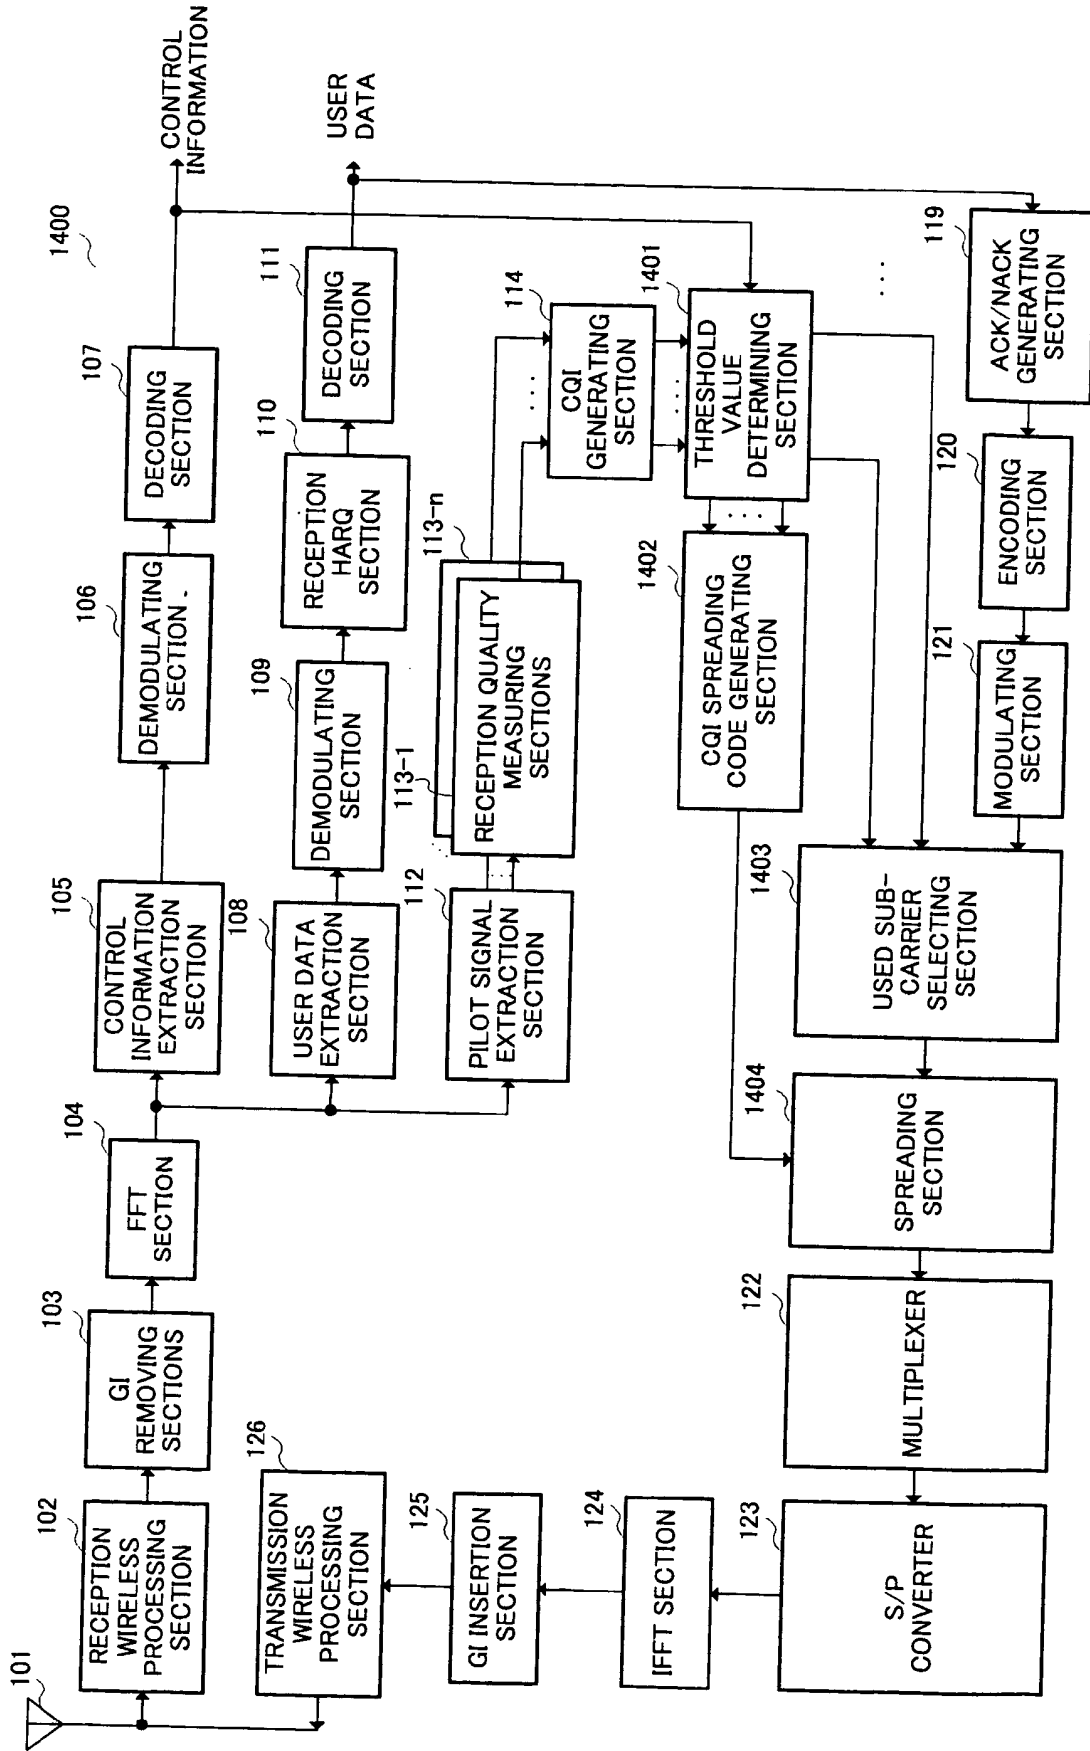 1400
101
102
RECEPTION
WIRELESS
PROCESSING
SECTION
103
GI
REMOVING
SECTIONS
104
FFT
SECTION
105
CONTROL
INFORMATION
EXTRACTION
SECTION
106
DEMODULATING
SECTION
107
DECODING
SECTION
CONTROL
INFORMATION
108
USER DATA
EXTRACTION
SECTION
109
DEMODULATING
SECTION
110
RECEPTION
HARQ
SECTION
111
DECODING
SECTION
USER
DATA
112
PILOT SIGNAL
EXTRACTION
SECTION
113-1
113-n
RECEPTION QUALITY
MEASURING
SECTIONS
114
CQI
GENERATING
SECTION
1401
THRESHOLD
VALUE
DETERMINING
SECTION
1402
CQI SPREADING
CODE GENERATING
SECTION
119
ACK/NACK
GENERATING
SECTION
120
ENCODING
SECTION
121
MODULATING
SECTION
1403
USED SUB-
CARRIER
SELECTING
SECTION
1404
SPREADING
SECTION
122
MULTIPLEXER
123
S/P
CONVERTER
124
IFFT SECTION
125
GI INSERTION
SECTION
126
TRANSMISSION
WIRELESS
PROCESSING
SECTION